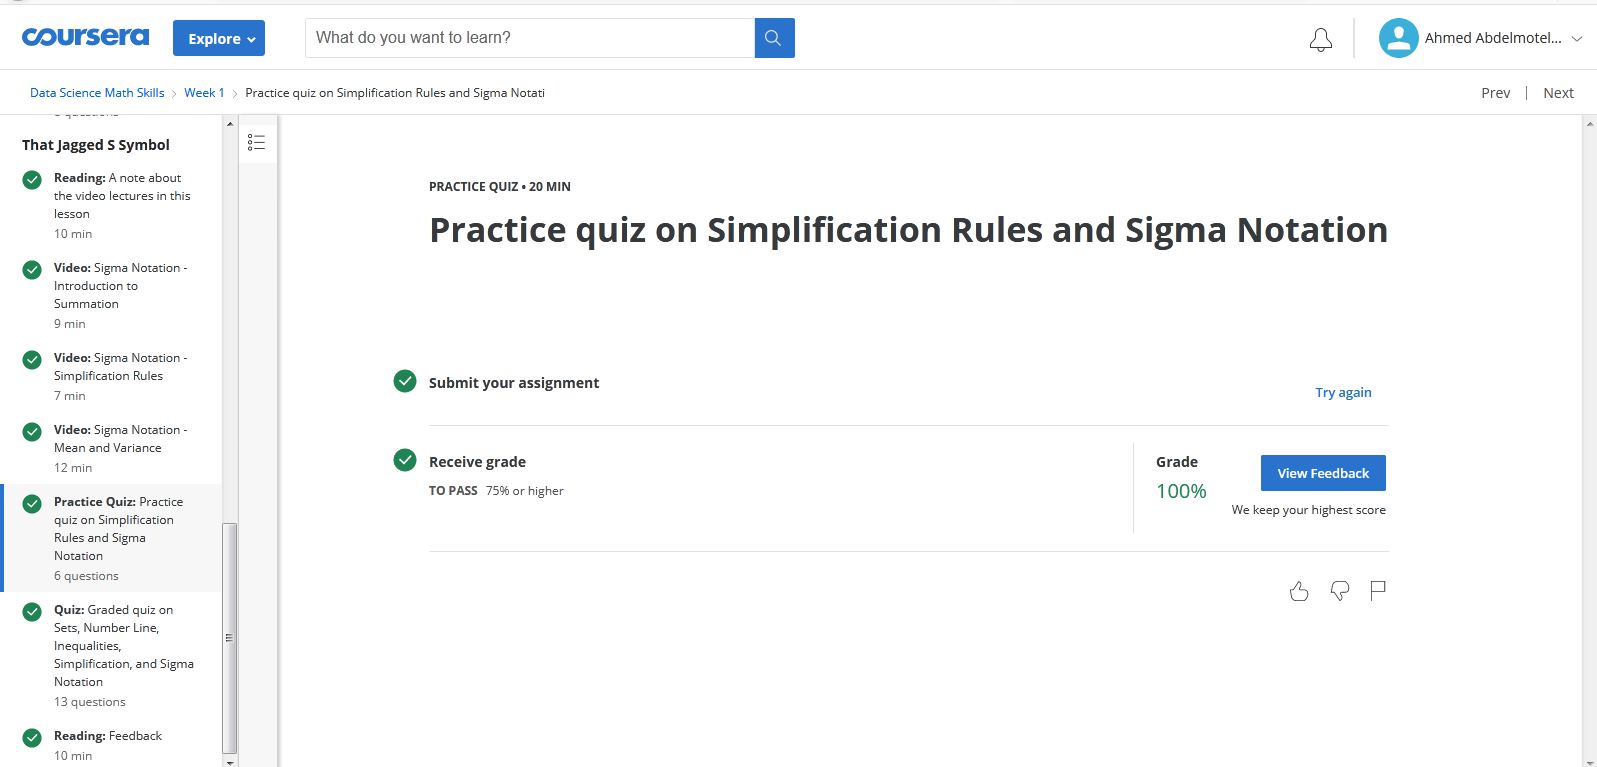 coursera
Explore
What do you want to learn?
Ahmed Abdelmotel...
Data Science Math Skills > Week 1 > Practice quiz on Simplification Rules and Sigma Notati
Prev | Next
That Jagged S Symbol
Reading: A note about
the video lectures in this
lesson
10 min
Video: Sigma Notation -
Introduction to
Summation
9 min
Video: Sigma Notation -
Simplification Rules
7 min
Video: Sigma Notation -
Mean and Variance
12 min
Practice Quiz: Practice
quiz on Simplification
Rules and Sigma
Notation
6 questions
Quiz: Graded quiz on
Sets, Number Line,
Inequalities,
Simplification, and Sigma
Notation
13 questions
Reading: Feedback
10 min
PRACTICE QUIZ • 20 MIN
Practice quiz on Simplification Rules and Sigma Notation
Submit your assignment
Try again
Receive grade
TO PASS 75% or higher
Grade
100%
View Feedback
We keep your highest score